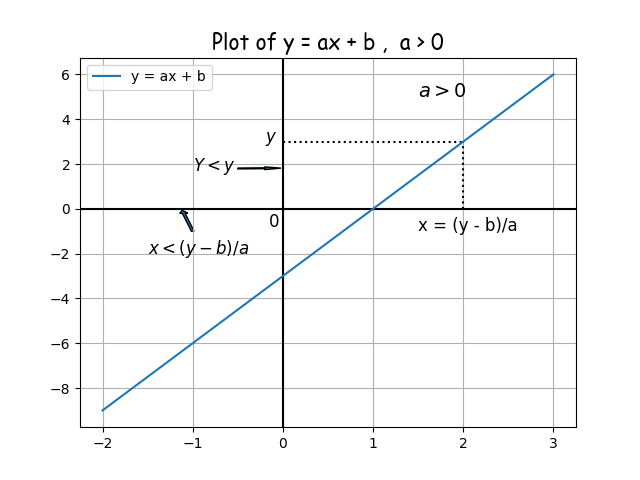 Plot of y = ax + b , a > 0
y = ax + b
a > 0
6
4
2
0
−2
−4
−6
−8
y
Y < y
0
x = (y - b)/a
x < (y − b)/a
−2
−1
0
1
2
3